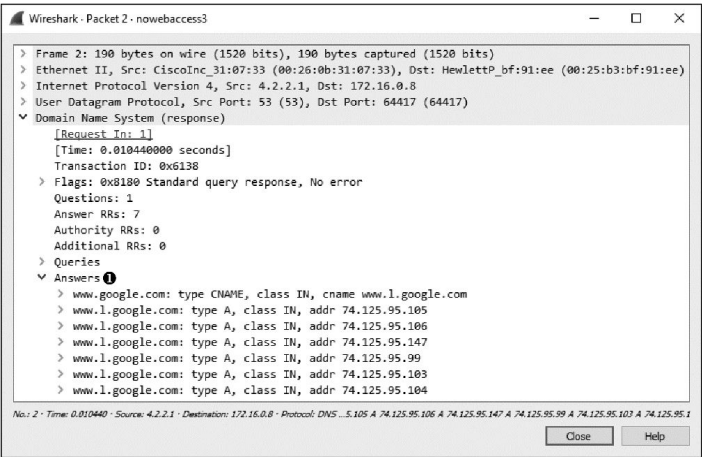 Wireshark · Packet 2 · nowebaccess3
> Frame 2: 190 bytes on wire (1520 bits), 190 bytes captured (1520 bits)
> Ethernet II, Src: CiscoInc_31:07:33 (00:26:0b:31:07:33), Dst: HewlettP_bf:91:ee (00:25:b3:bf:91:ee)
> Internet Protocol Version 4, Src: 4.2.2.1, Dst: 172.16.0.8
> User Datagram Protocol, Src Port: 53 (53), Dst Port: 64417 (64417)
Domain Name System (response)
[Request In: 1]
[Time: 0.010440000 seconds]
Transaction ID: 0x6138
> Flags: 0x8180 Standard query response, No error
Questions: 1
Answer RRs: 7
Authority RRs: 0
Additional RRs: 0
> Queries
Answers ❶
> www.google.com: type CNAME, class IN, cname www.l.google.com
> www.l.google.com: type A, class IN, addr 74.125.95.105
> www.l.google.com: type A, class IN, addr 74.125.95.106
> www.l.google.com: type A, class IN, addr 74.125.95.147
> www.l.google.com: type A, class IN, addr 74.125.95.99
> www.l.google.com: type A, class IN, addr 74.125.95.103
> www.l.google.com: type A, class IN, addr 74.125.95.104
No.: 2 · Time: 0.010440 · Source: 4.2.2.1 · Destination: 172.16.0.8 · Protocol: DNS ...5.105 A 74.125.95.106 A 74.125.95.147 A 74.125.95.99 A 74.125.95.103 A 74.125.95.1
Close Help